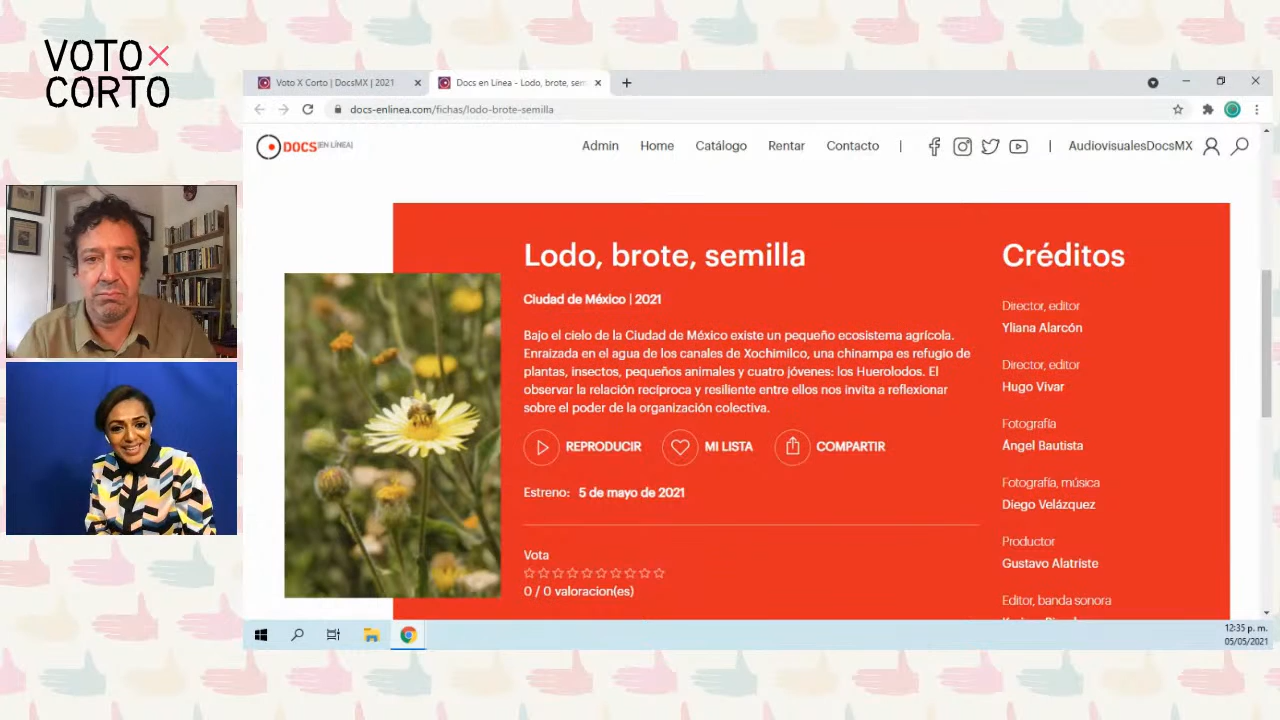 VOTO X
CORTO
Voto X Corto | DocsMX | 2021
Docs en Línea - Lodo, brote, sem
docs-enlinea.com/fichas/lodo-brote-semilla
DOCS [EN LÍNEA]
Admin Home Catálogo Rentar Contacto | | AudiovisualesDocsMX
Lodo, brote, semilla
Ciudad de México | 2021
Bajo el cielo de la Ciudad de México existe un pequeño ecosistema agrícola.
Enraizada en el agua de los canales de Xochimilco, una chinampa es refugio de
plantas, insectos, pequeños animales y cuatro jóvenes: los Huerolodos. El
observar la relación recíproca y resiliente entre ellos nos invita a reflexionar
sobre el poder de la organización colectiva.
REPRODUCIR MI LISTA COMPARTIR
Estreno: 5 de mayo de 2021
Vota
0 / 0 valoracion(es)
Créditos
Director, editor
Yliana Alarcón
Director, editor
Hugo Vivar
Fotografía
Ángel Bautista
Fotografía, música
Diego Velázquez
Productor
Gustavo Alatriste
Editor, banda sonora
12:35 p. m.
05/05/2021